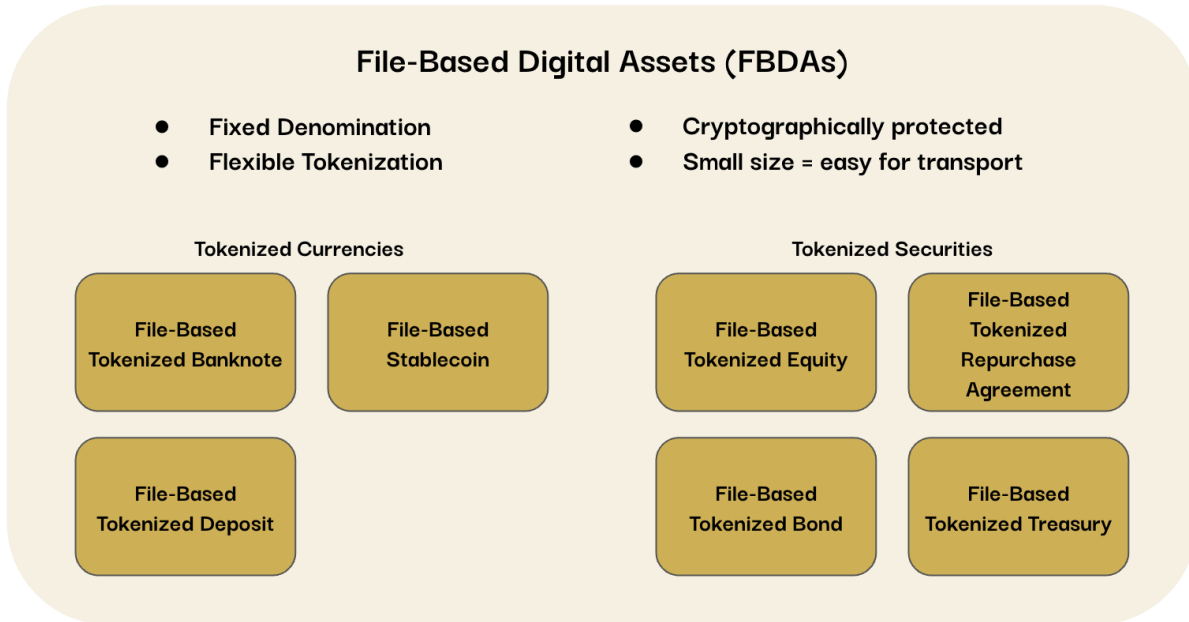 File-Based Digital Assets (FBDAs)
● Fixed Denomination
● Flexible Tokenization
● Cryptographically protected
● Small size = easy for transport
Tokenized Currencies
File-Based
Tokenized Banknote
File-Based
Stablecoin
File-Based
Tokenized Deposit
Tokenized Securities
File-Based
Tokenized Equity
File-Based
Tokenized
Repurchase
Agreement
File-Based
Tokenized Bond
File-Based
Tokenized Treasury